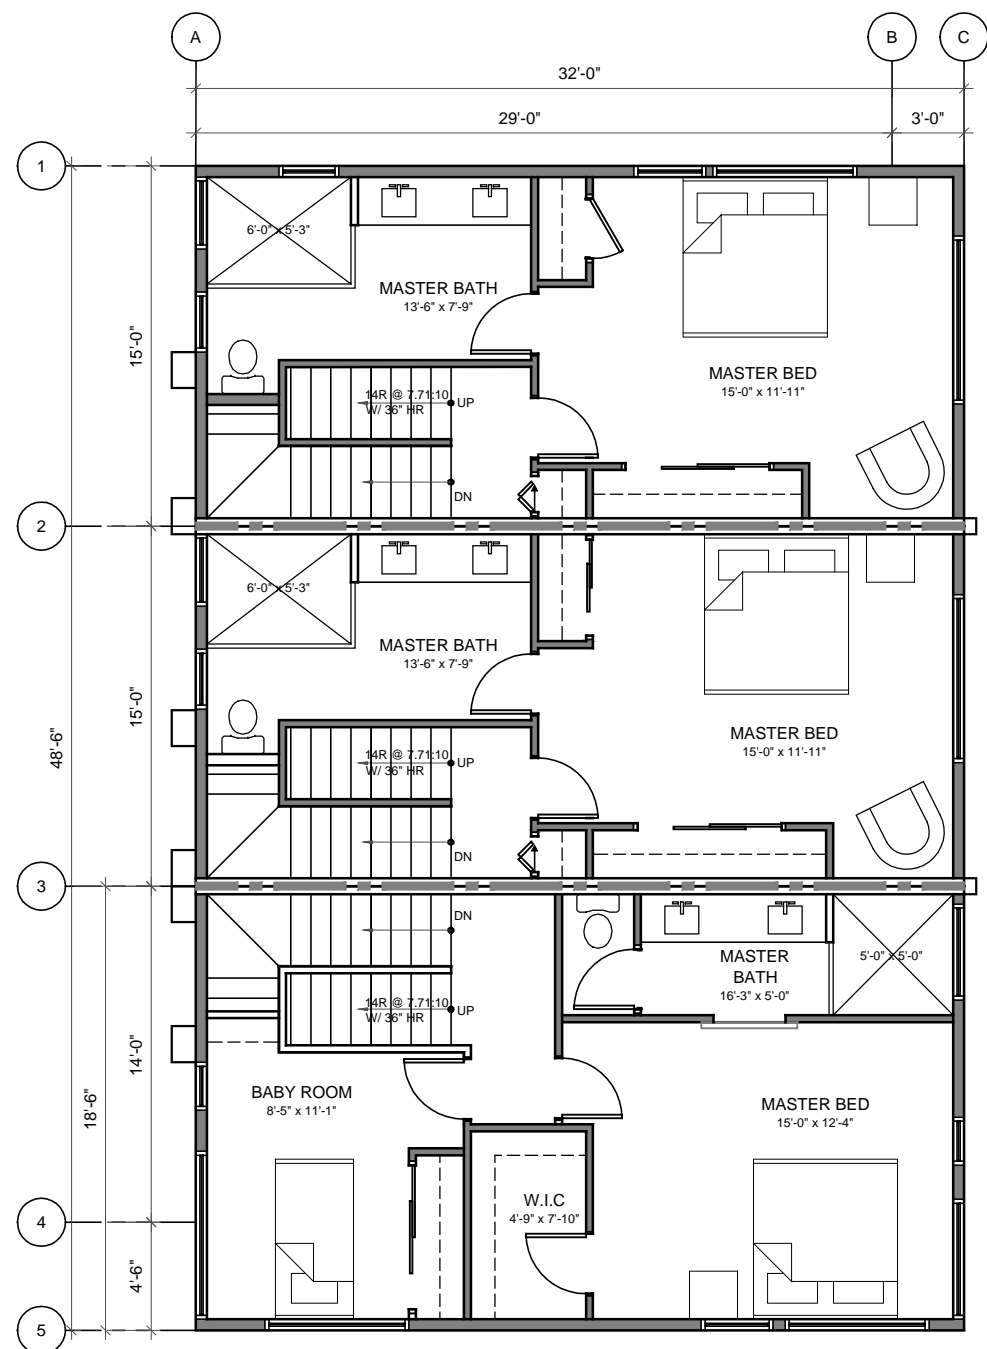 A
B
C
32'-0"
29'-0"
3'-0"
1
6'-0" x 5'-3"
MASTER BATH
13'-6" x 7'-9"
15'-0"
MASTER BED
15'-0" x 11'-11"
14R @ 7.71:10
W/ 36" HR
UP
DN
2
6'-0" x 5'-3"
MASTER BATH
13'-6" x 7'-9"
15'-0"
48'-6"
MASTER BED
15'-0" x 11'-11"
14R @ 7.71:10
W/ 36" HR
UP
DN
3
DN
MASTER
BATH
16'-3" x 5'-0"
5'-0" x 5'-0"
14R @ 7.71:10
W/ 36" HR
UP
14'-0"
18'-6"
BABY ROOM
8'-5" x 11'-1"
MASTER BED
15'-0" x 12'-4"
W.I.C
4'-9" x 7'-10"
4
4'-6"
5